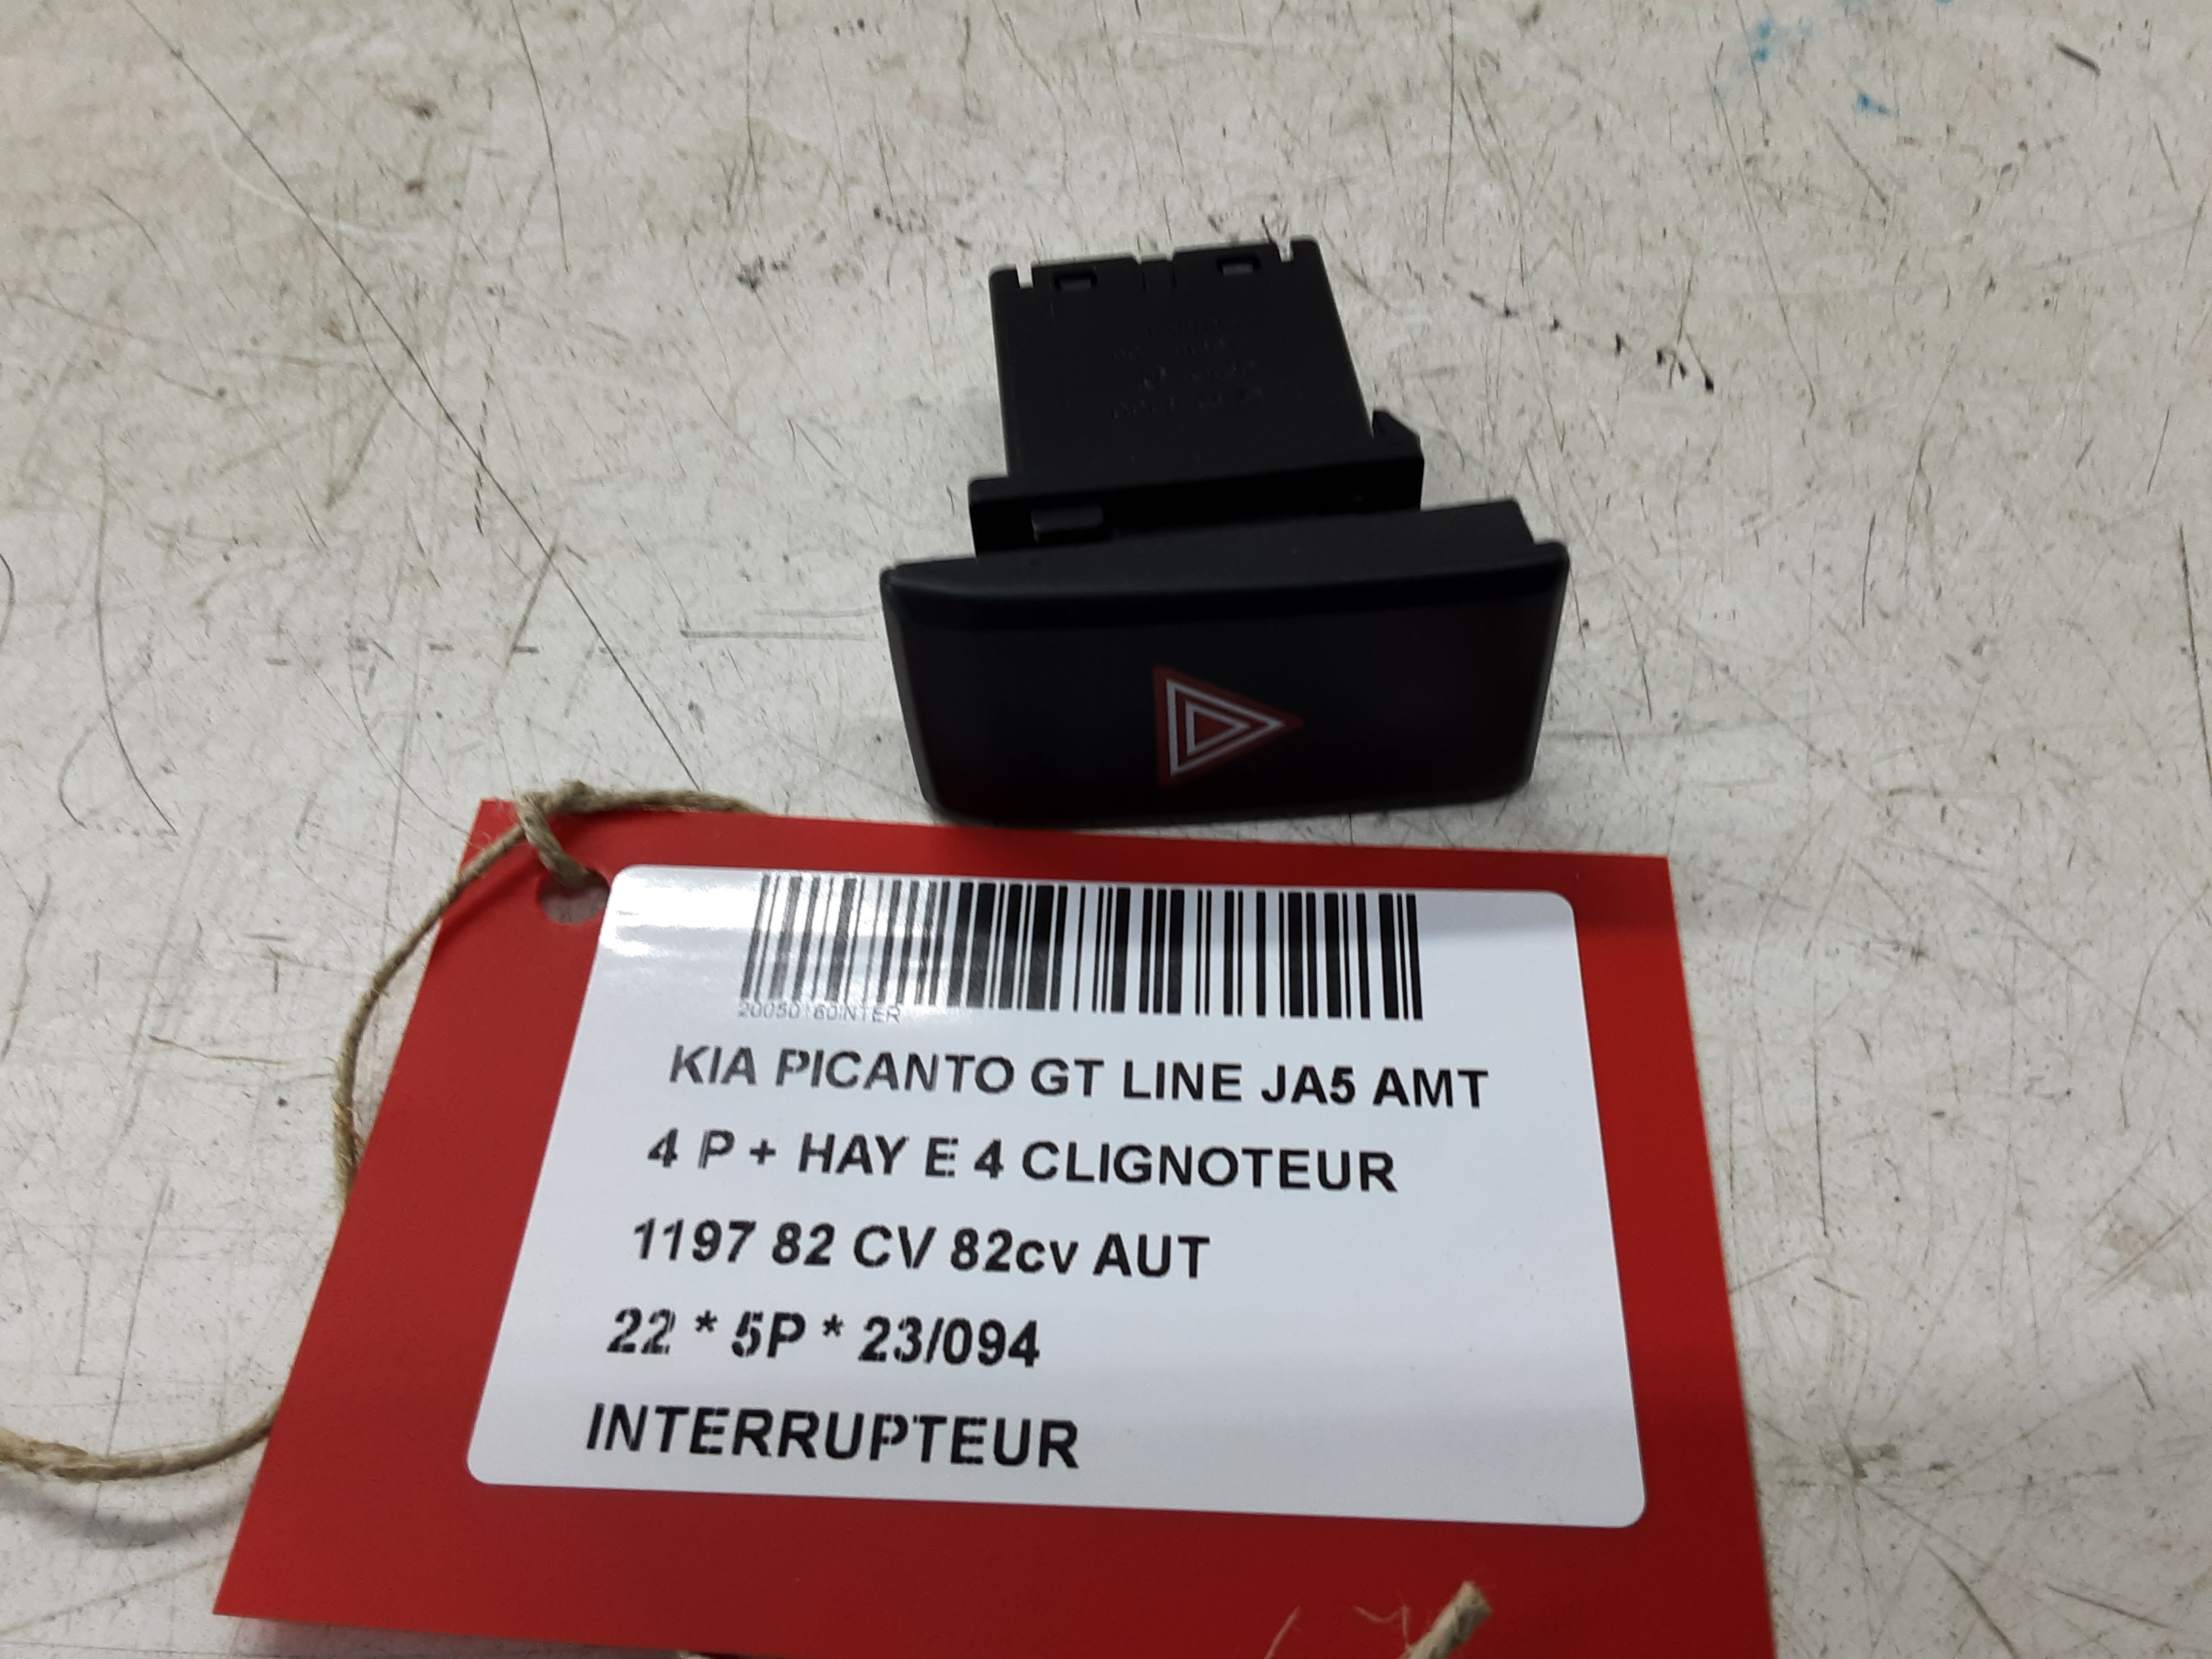 20050160INTER
KIA PICANTO GT LINE JA5 AMT
4 P + HAY E 4 CLIGNOTEUR
1197 82 CV 82cv AUT
22 * 5P * 23/094
INTERRUPTEUR